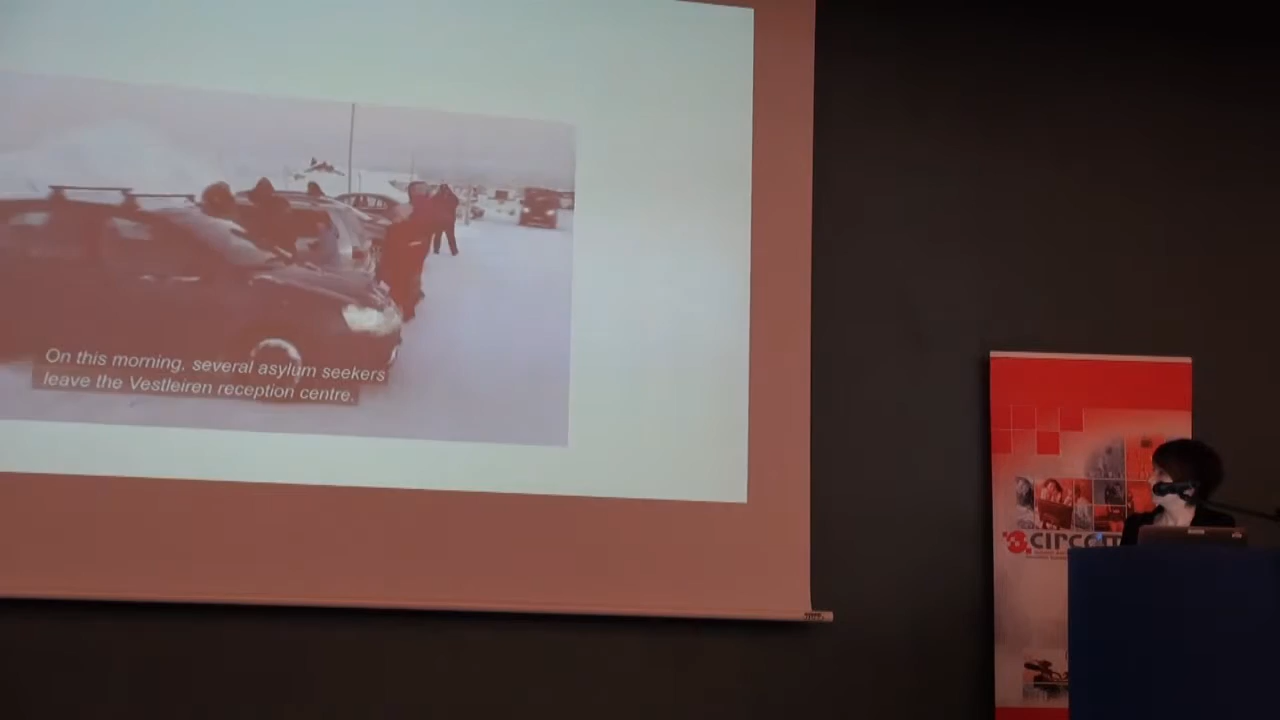 On this morning, several asylum seekers
leave the Vestleiren reception centre.
circom